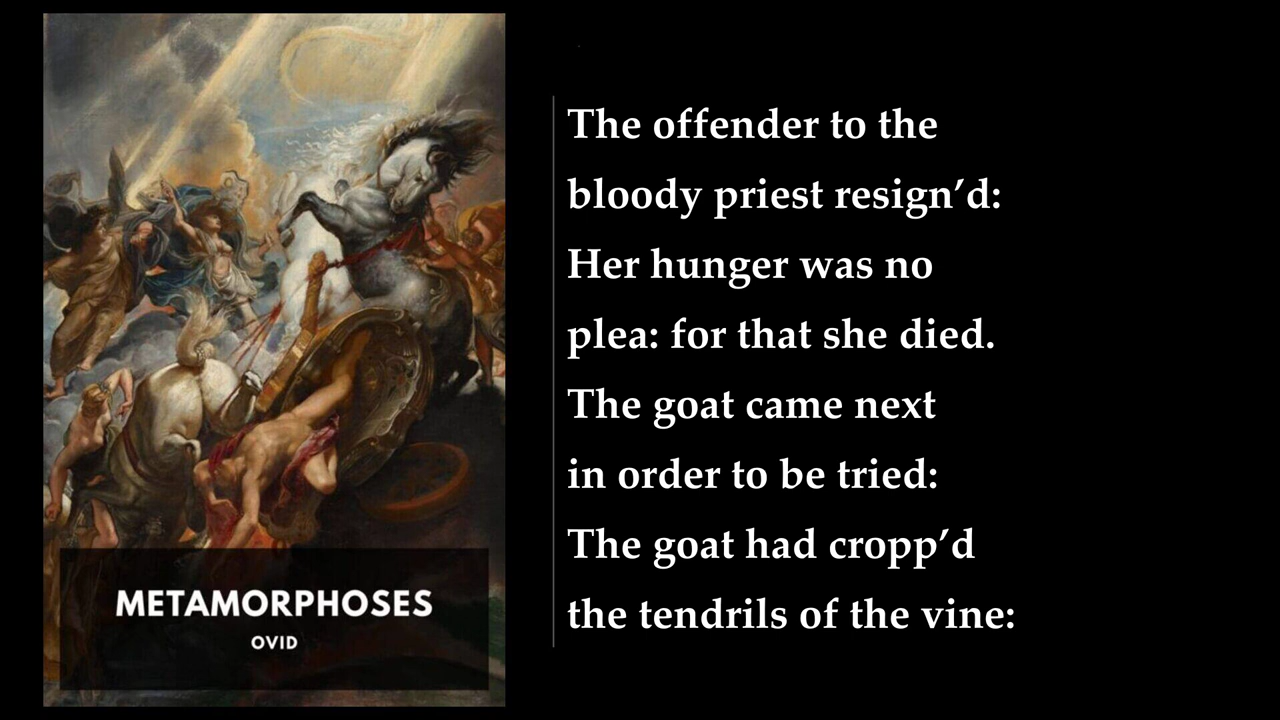 METAMORPHOSES
OVID
The offender to the
bloody priest resign’d:
Her hunger was no
plea: for that she died.
The goat came next
in order to be tried:
The goat had cropp’d
the tendrils of the vine: